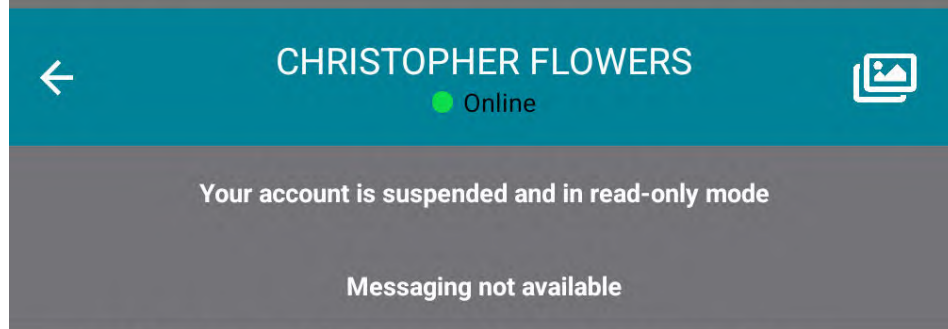 CHRISTOPHER FLOWERS
Online
Your account is suspended and in read-only mode
Messaging not available